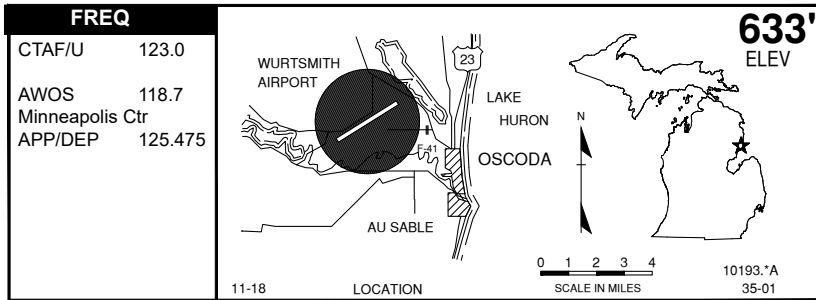 FREQ
CTAF/U 123.0
AWOS 118.7
Minneapolis Ctr
APP/DEP 125.475
WURTSMITH
AIRPORT
23
LAKE
HURON
F-41
OSCODA
AU SABLE
N
633'
ELEV
0 1 2 3 4
SCALE IN MILES
10193.*A
11-18 LOCATION 35-01